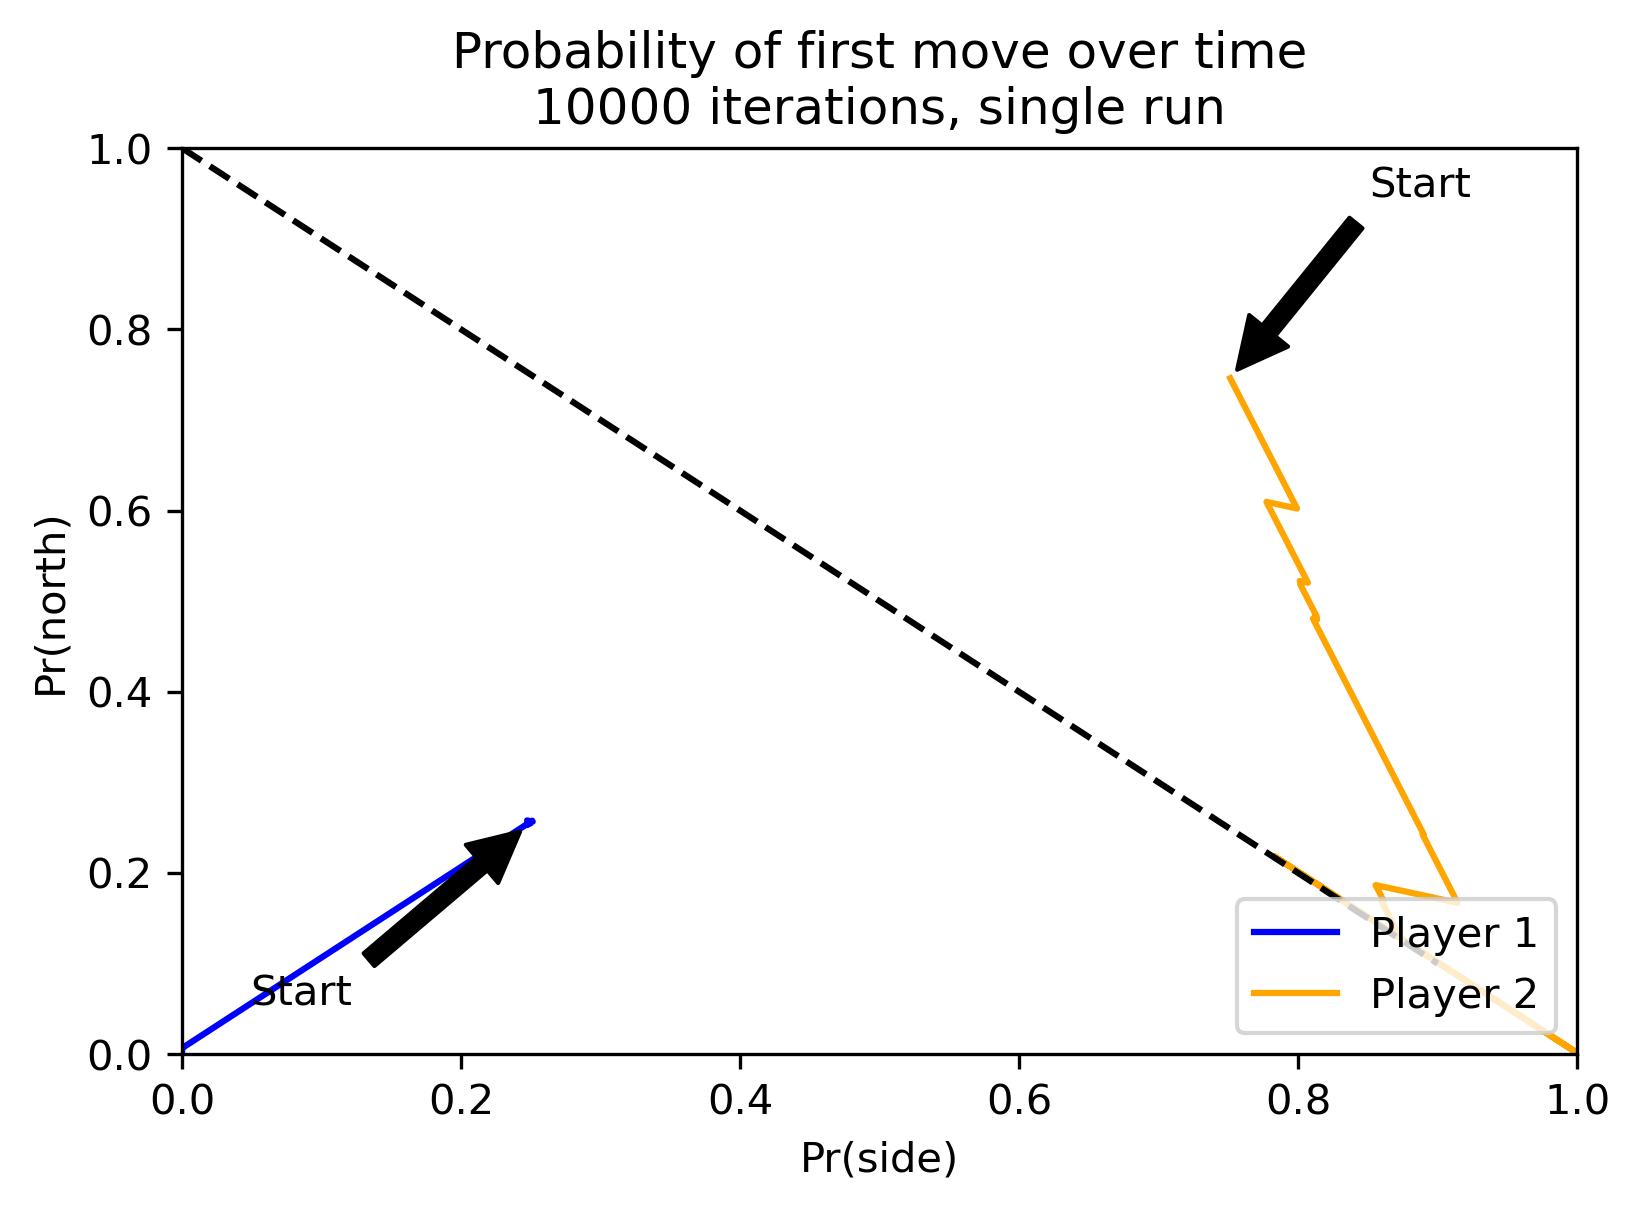 Probability of first move over time
10000 iterations, single run
1.0
0.8
0.6
0.4
0.2
0.0
Pr(north)
Start
Start
Player 1
Player 2
0.0 0.2 0.4 0.6 0.8 1.0
Pr(side)